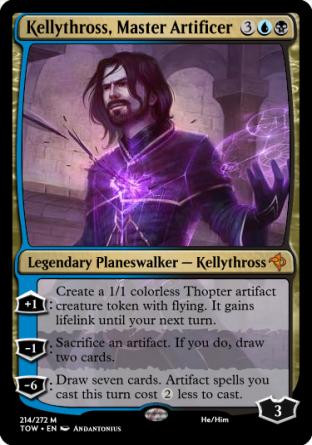 Kellythross, Master Artificer 3
Legendary Planeswalker — Kellythross
+1: Create a 1/1 colorless Thopter artifact
creature token with flying. It gains
lifelink until your next turn.
-1: Sacrifice an artifact. If you do, draw
two cards.
-6: Draw seven cards. Artifact spells you
cast this turn cost 2 less to cast.
3
214/272 M
He/Him
TOW • EN ANDANTONIUS